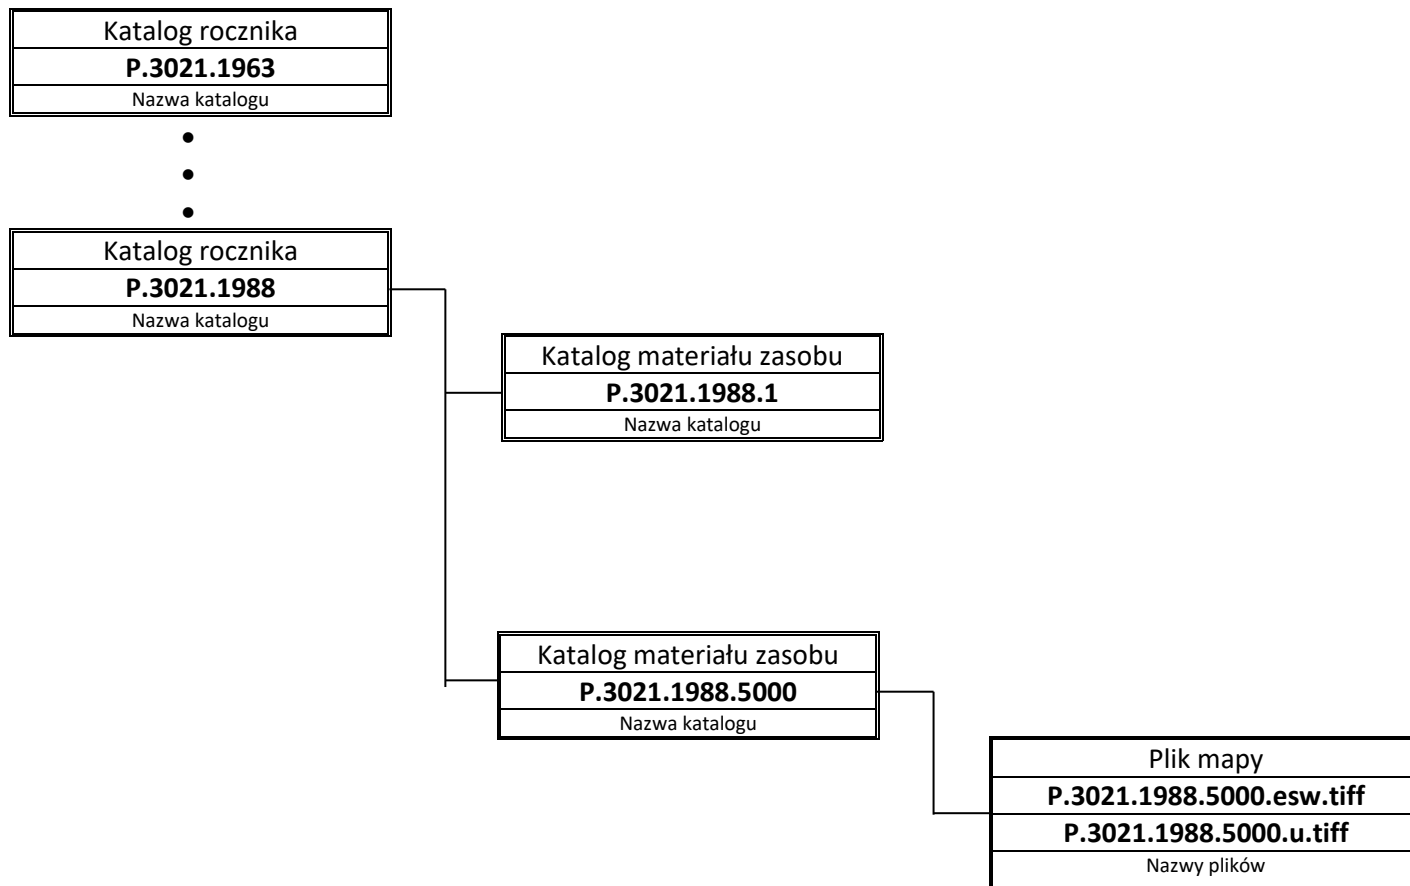 Katalog rocznika
P.3021.1963
Nazwa katalogu
Katalog rocznika
P.3021.1988
Nazwa katalogu
Katalog materiału zasobu
P.3021.1988.1
Nazwa katalogu
Katalog materiału zasobu
P.3021.1988.5000
Nazwa katalogu
Plik mapy
P.3021.1988.5000.esw.tiff
P.3021.1988.5000.u.tiff
Nazwy plików